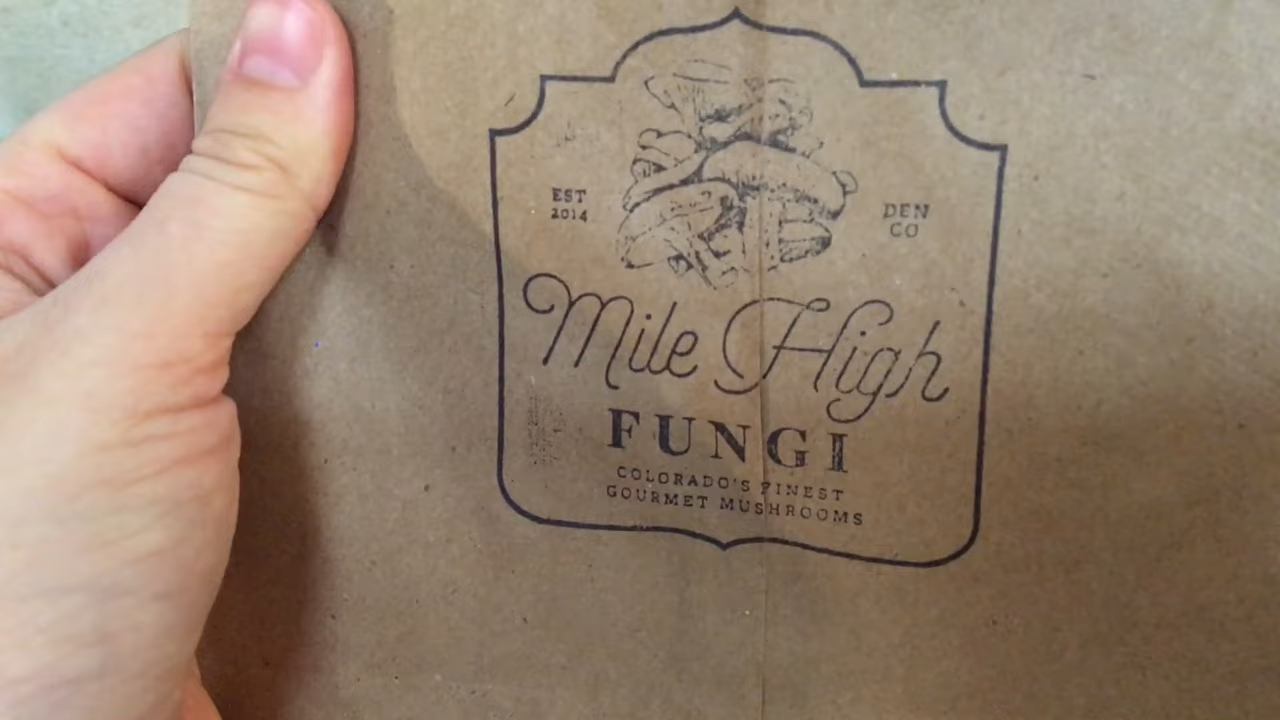 EST
2014
DEN
CO
Mile High
FUNGI
COLORADO'S FINEST
GOURMET MUSHROOMS